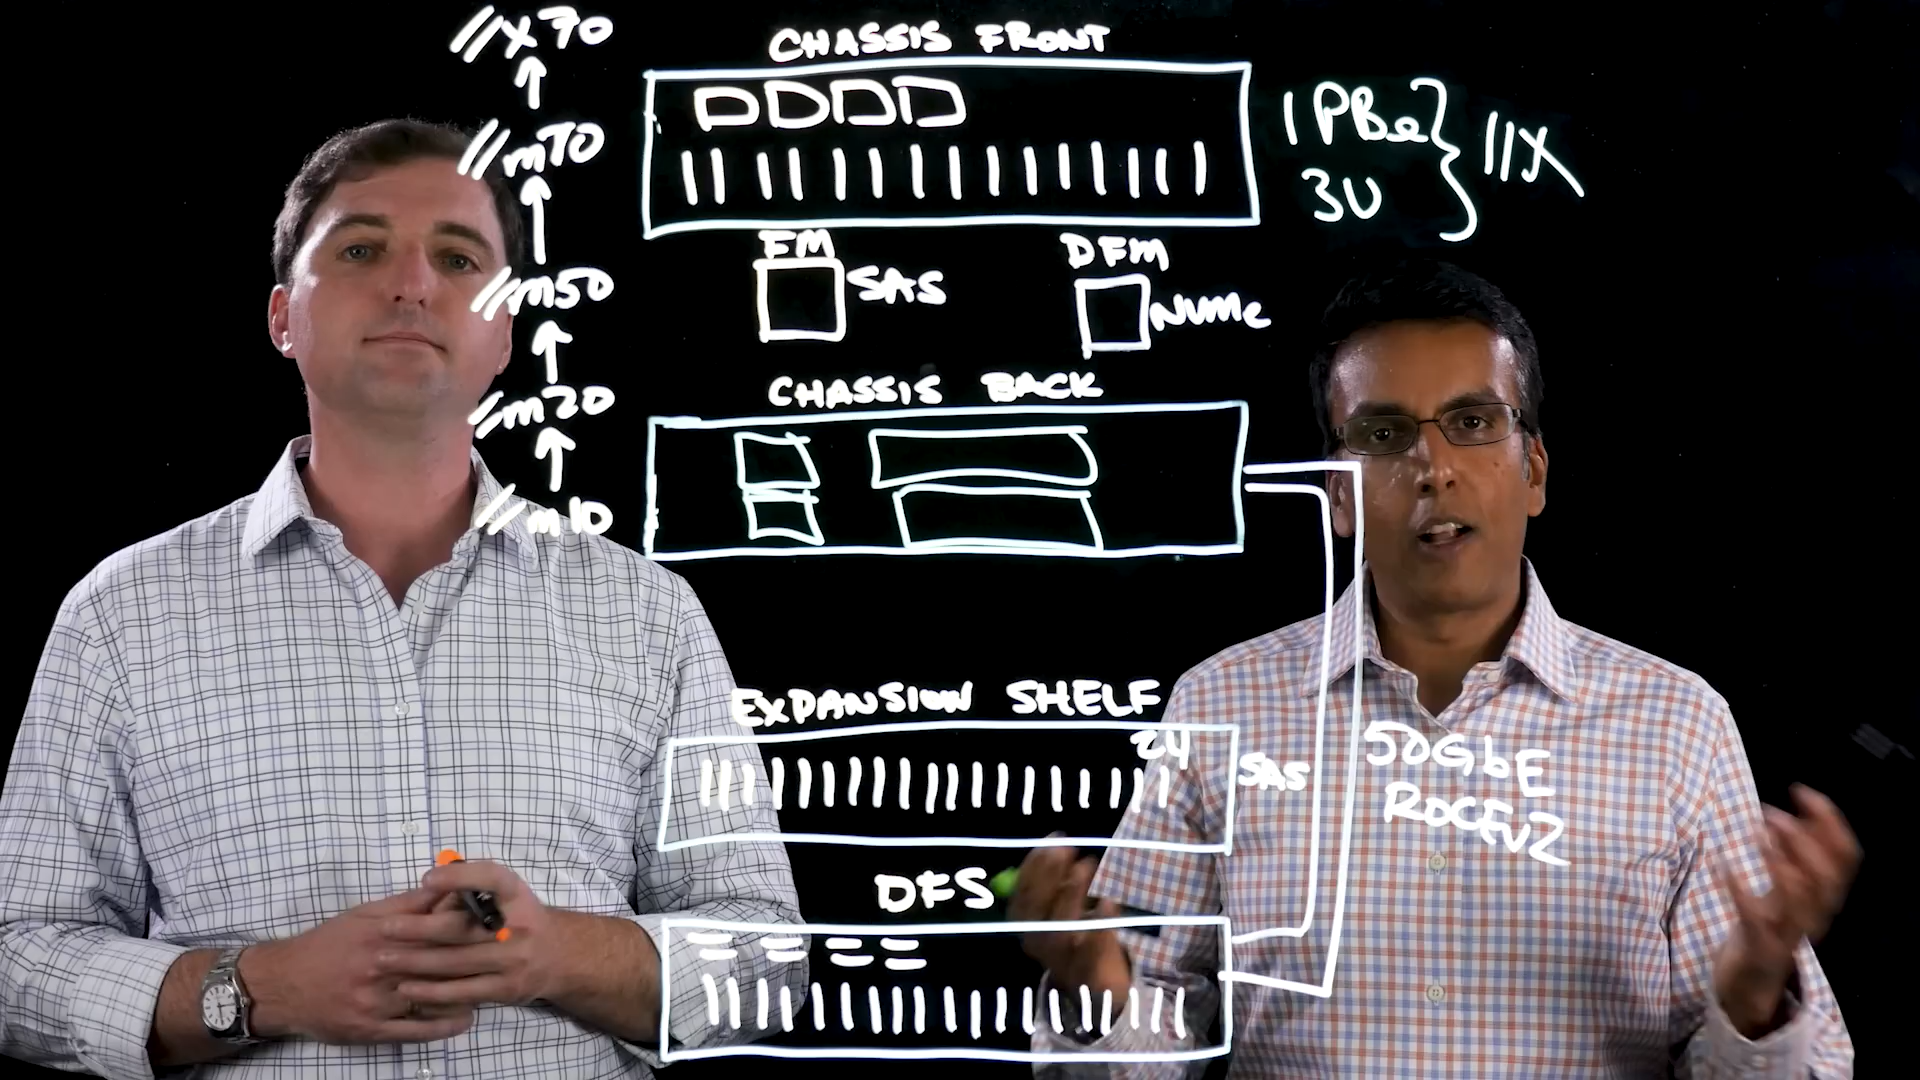 //X70
//m70
//m50
//m20
//m10
CHASSIS FRONT
1PBe
3U
//X
FM
SAS
DFM
NVMe
CHASSIS BACK
EXPANSION SHELF
24
SAS
50GbE
ROCEV2
DFS